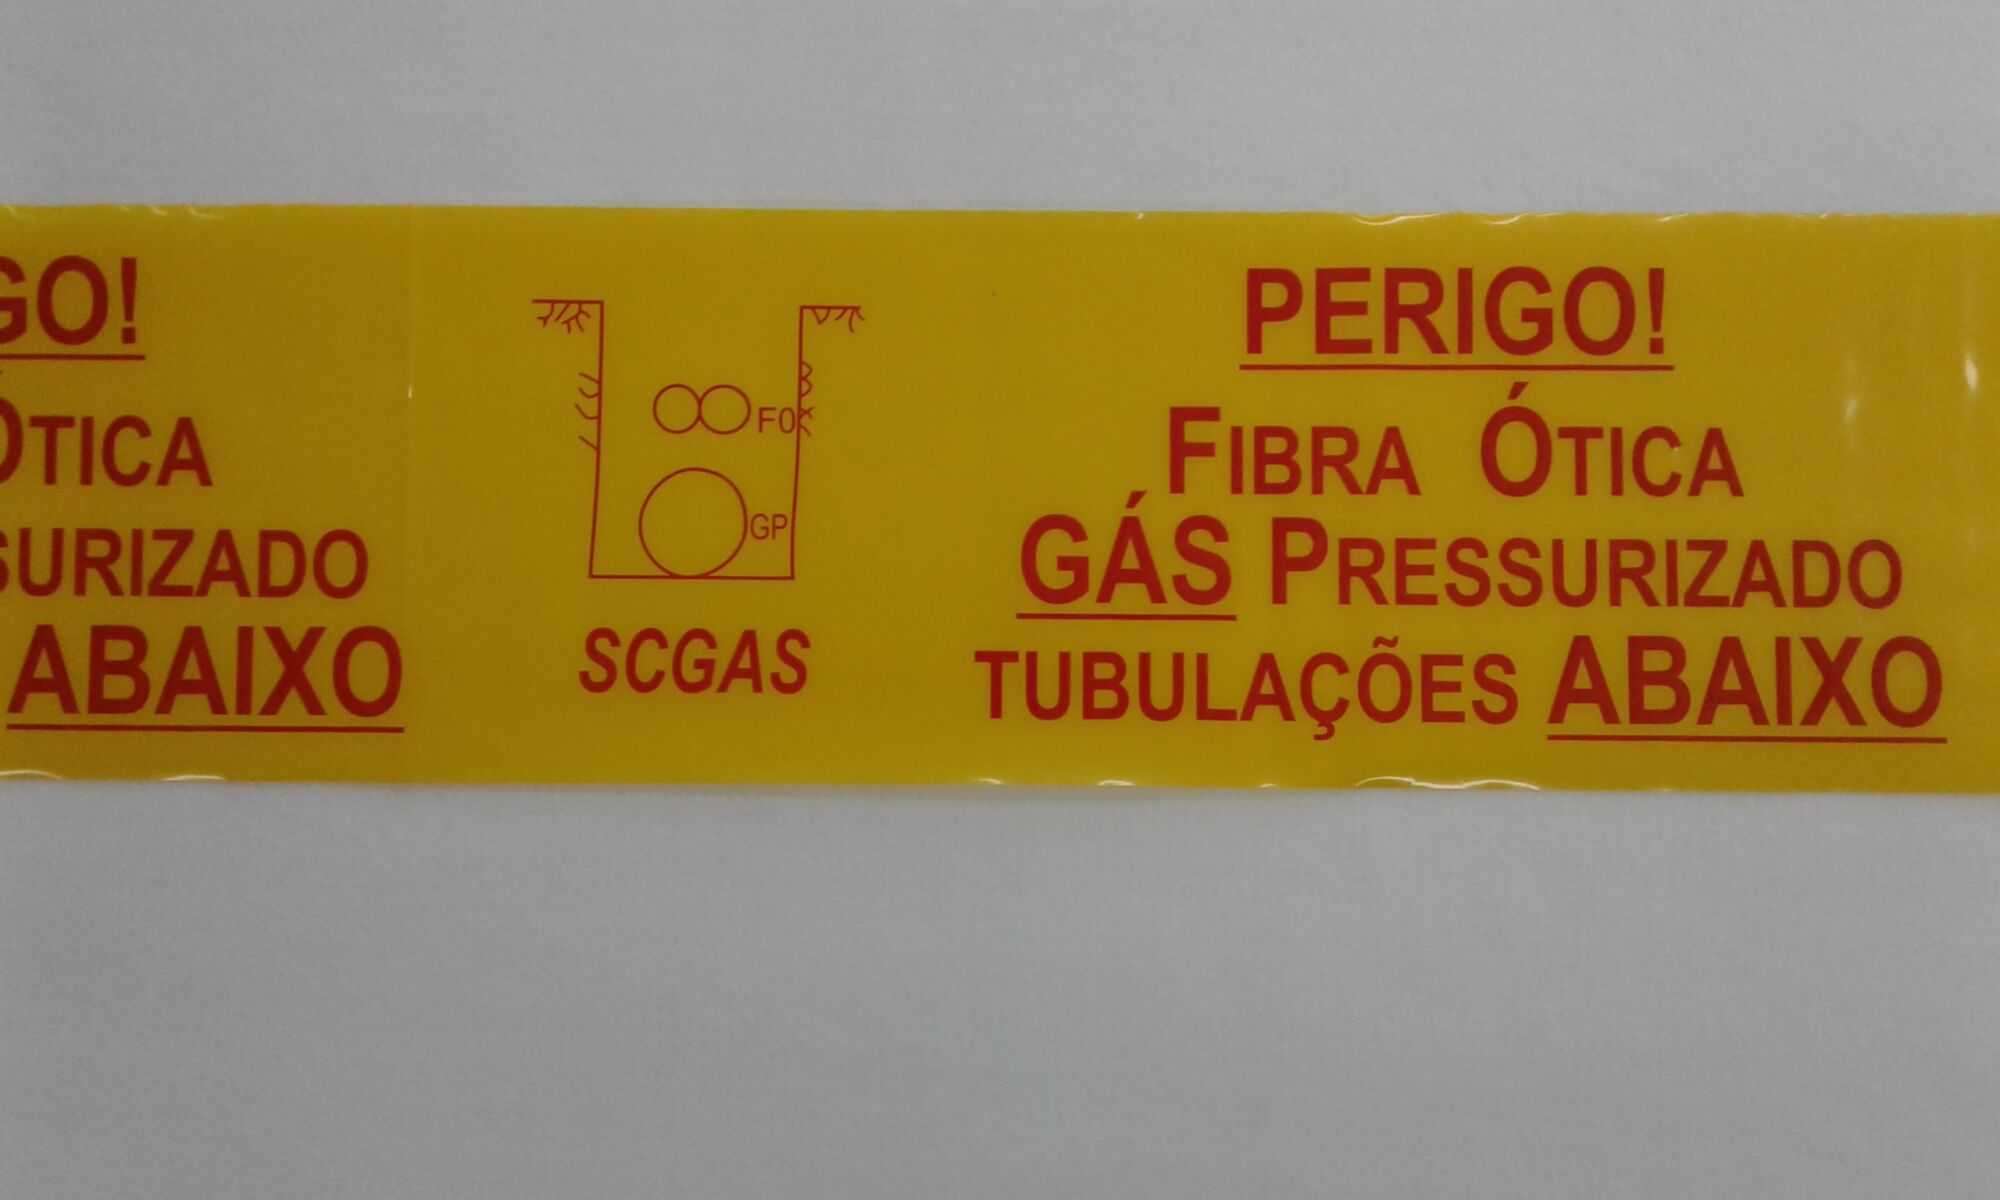 GO!
ÓTICA
SURIZADO
ABAIXO
FO
GP
SCGAS
PERIGO!
FIBRA ÓTICA
GÁS PRESSURIZADO
TUBULAÇÕES ABAIXO